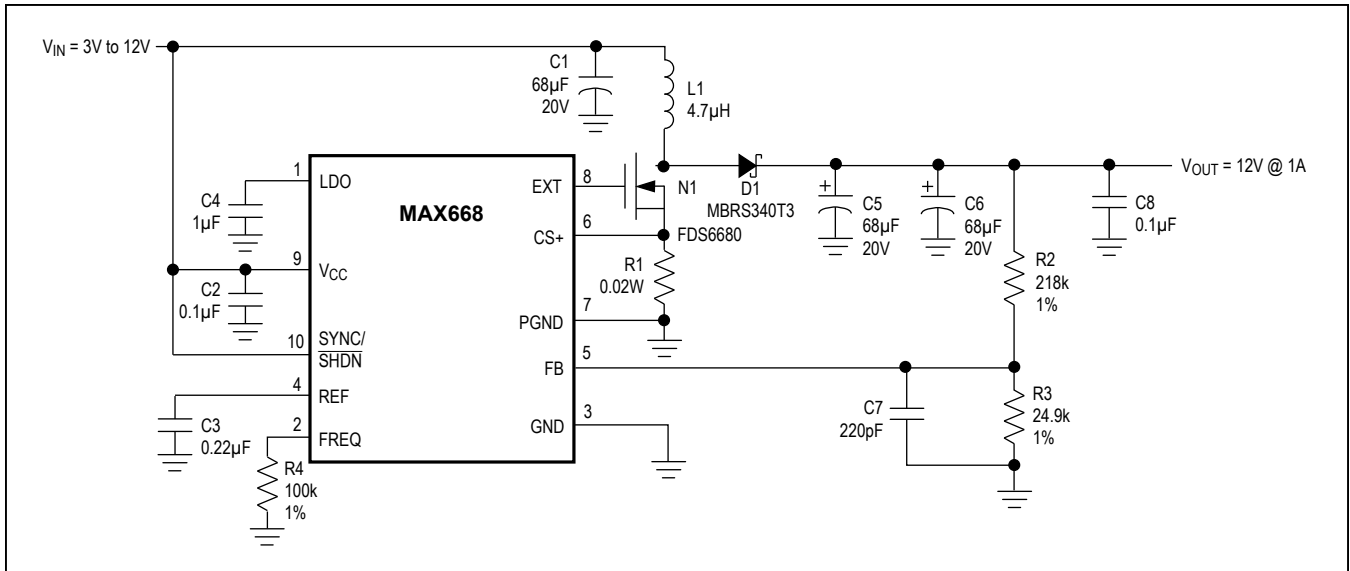 V_IN = 3V to 12V
C1
68µF
20V
L1
4.7µH
1
LDO
C4
1µF
MAX668
EXT
8
N1
FDS6680
D1
MBRS340T3
V_OUT = 12V @ 1A
+
C5
68µF
20V
+
C6
68µF
20V
C8
0.1µF
CS+
6
R1
0.02W
R2
218k
1%
9
V_CC
C2
0.1µF
PGND
7
10
SYNC/
SHDN
FB
5
4
REF
C3
0.22µF
C7
220pF
R3
24.9k
1%
2
FREQ
GND
3
R4
100k
1%